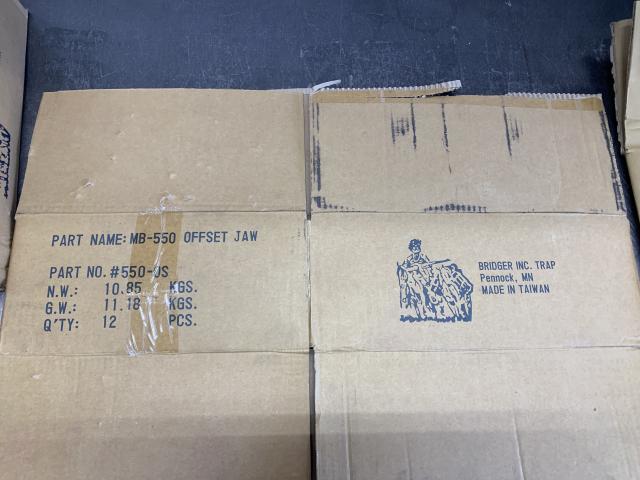 PART NAME: MB-550 OFFSET JAW
PART NO. #550-OS
N.W.: 10.85 KGS.
G.W.: 11.18 KGS.
Q'TY: 12 PCS.
BRIDGER INC. TRAP
Pennock, MN
MADE IN TAIWAN